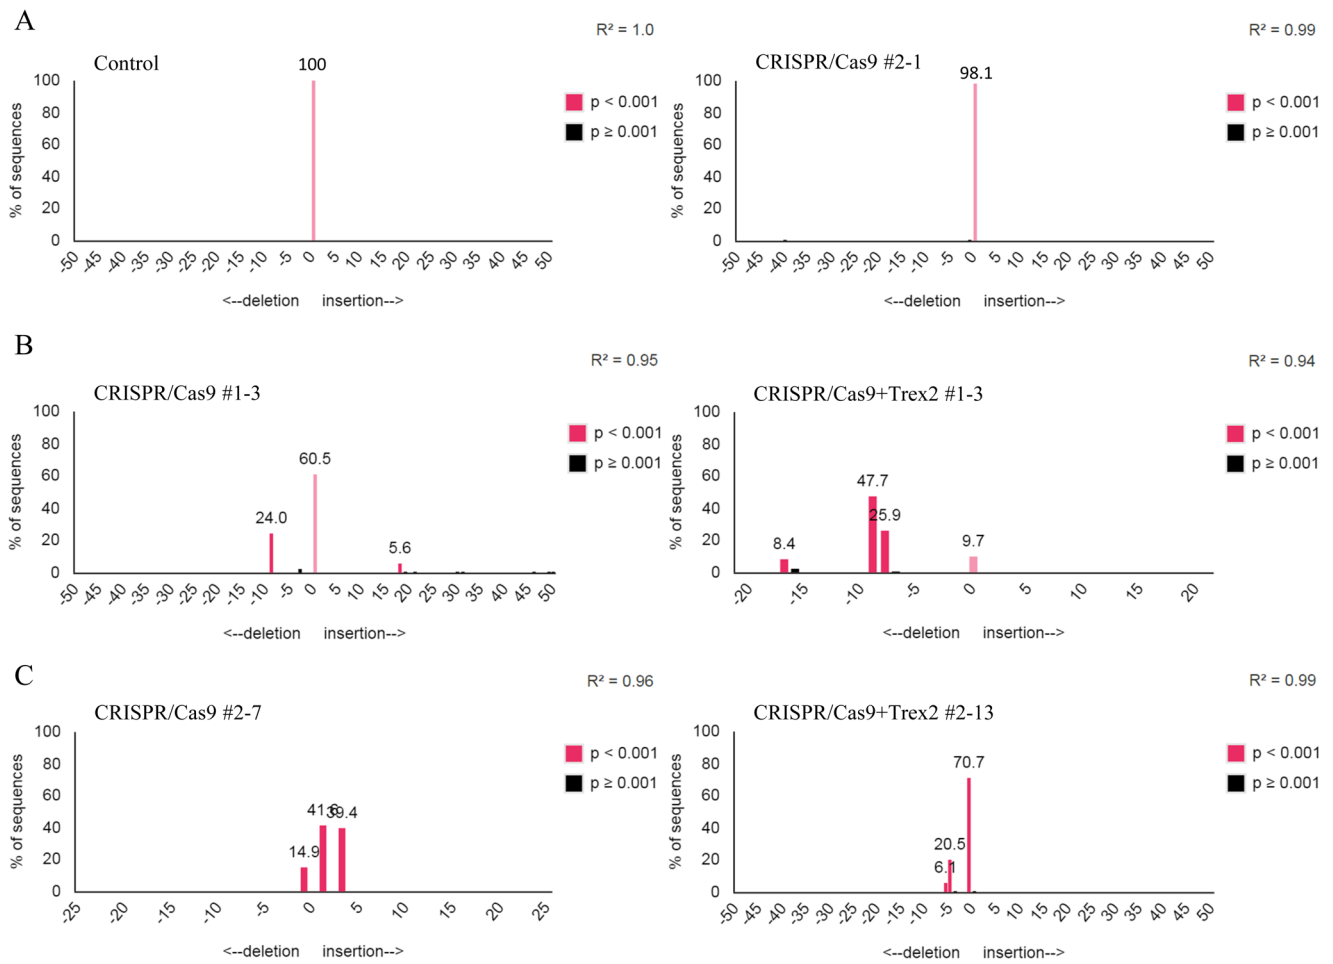 A
R² = 1.0
Control
100
p < 0.001
p ≥ 0.001
% of sequences
100
80
60
40
20
0
-50 -45 -40 -35 -30 -25 -20 -15 -10 -5 0 5 10 15 20 25 30 35 40 45 50
<--deletion insertion-->
R² = 0.99
CRISPR/Cas9 #2-1
98.1
p < 0.001
p ≥ 0.001
% of sequences
100
80
60
40
20
0
-50 -45 -40 -35 -30 -25 -20 -15 -10 -5 0 5 10 15 20 25 30 35 40 45 50
<--deletion insertion-->
B
R² = 0.95
CRISPR/Cas9 #1-3
60.5
24.0
5.6
p < 0.001
p ≥ 0.001
% of sequences
100
80
60
40
20
0
-50 -45 -40 -35 -30 -25 -20 -15 -10 -5 0 5 10 15 20 25 30 35 40 45 50
<--deletion insertion-->
R² = 0.94
CRISPR/Cas9+Trex2 #1-3
47.7
25.9
8.4
9.7
p < 0.001
p ≥ 0.001
% of sequences
100
80
60
40
20
0
-20 -15 -10 -5 0 5 10 15 20
<--deletion insertion-->
C
R² = 0.96
CRISPR/Cas9 #2-7
14.9
41.6
39.4
p < 0.001
p ≥ 0.001
% of sequences
100
80
60
40
20
0
-25 -20 -15 -10 -5 0 5 10 15 20 25
<--deletion insertion-->
R² = 0.99
CRISPR/Cas9+Trex2 #2-13
70.7
20.5
6.1
p < 0.001
p ≥ 0.001
% of sequences
100
80
60
40
20
0
-50 -45 -40 -35 -30 -25 -20 -15 -10 -5 0 5 10 15 20 25 30 35 40 45 50
<--deletion insertion-->